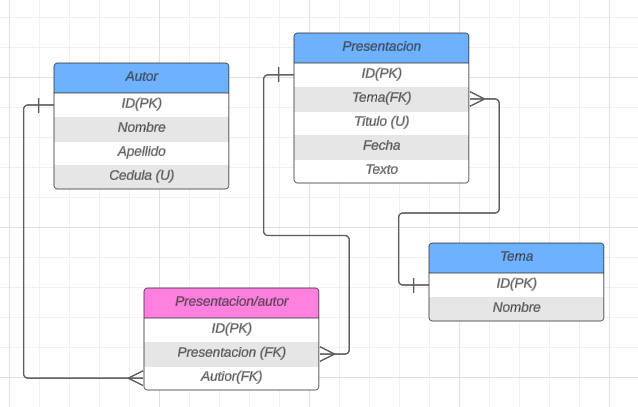 Autor
ID(PK)
Nombre
Apellido
Cedula (U)
Presentacion
ID(PK)
Tema(FK)
Titulo (U)
Fecha
Texto
Tema
ID(PK)
Nombre
Presentacion/autor
ID(PK)
Presentacion (FK)
Autior(FK)